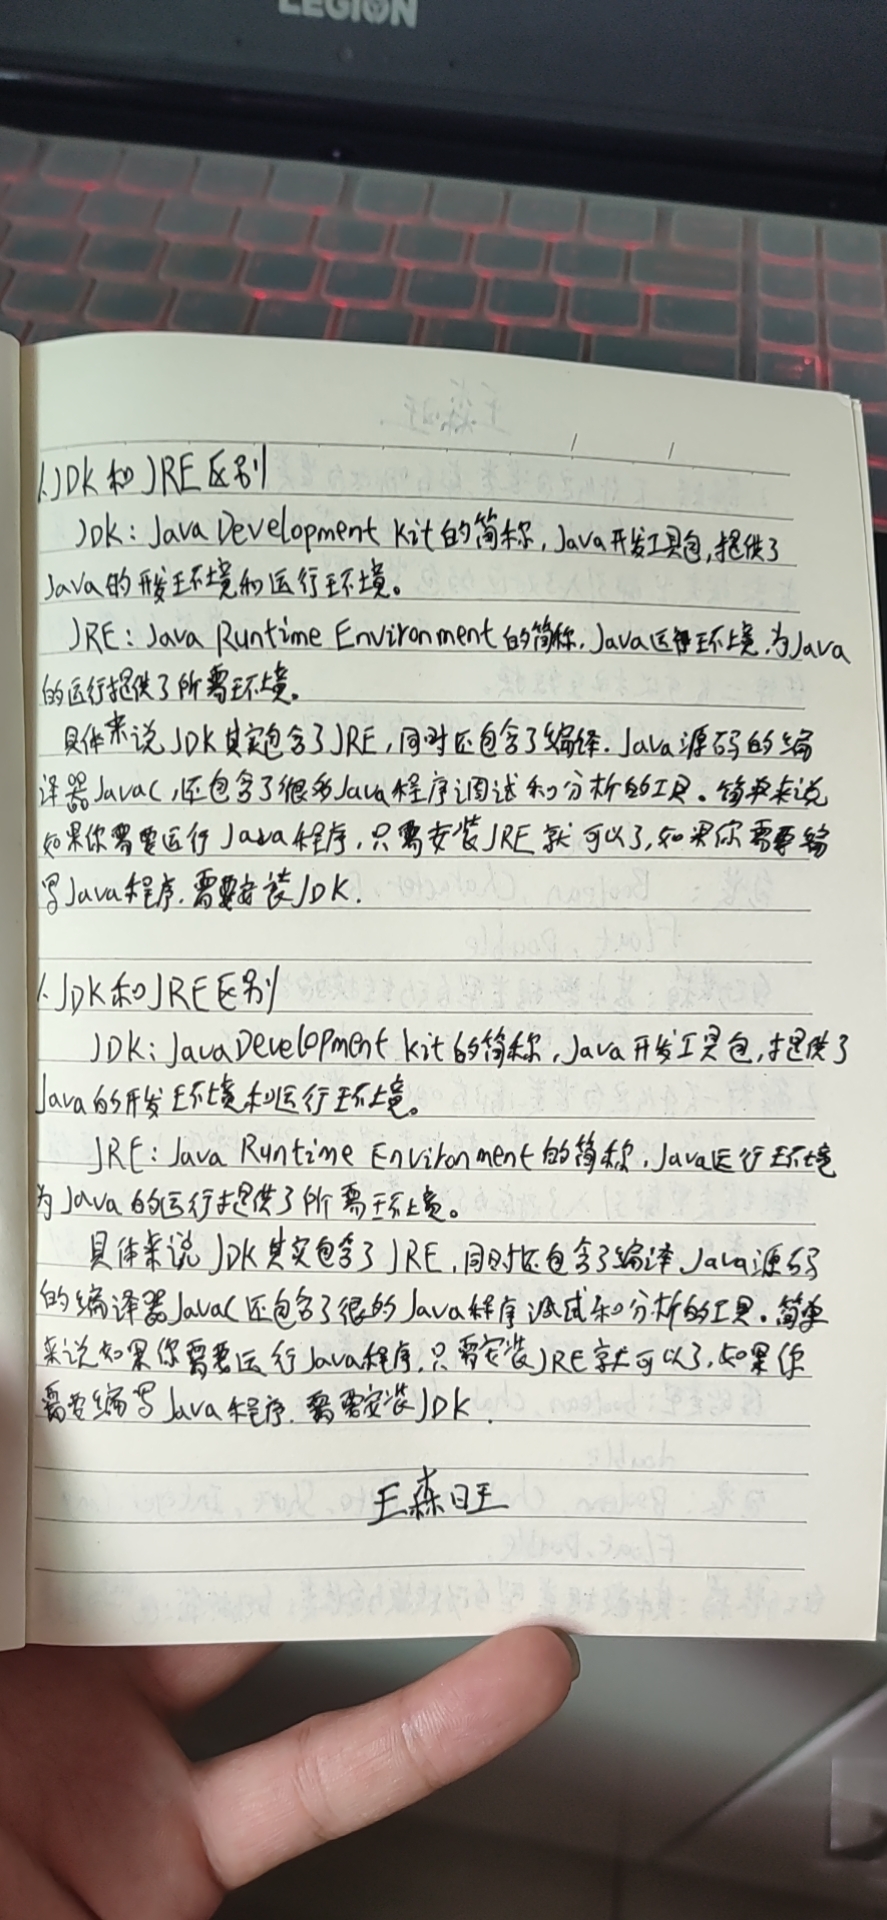 LEGION
王森旺
1.JDK和JRE区别
JDK：Java Development Kit的简称，Java开发工具包，提供了
Java的开发环境和运行环境。
JRE：Java Runtime Environment的简称，Java运行环境，为Java
的运行提供了所需环境。
具体来说JDK其实包含了JRE，同时还包含了编译，Java源码的编
译器Javac，还包含了很多Java程序调试和分析的工具。简单来说
如果你需要运行Java程序，只需安装JRE就可以了，如果你需要编
写Java程序，需要安装JDK．
1.JDK和JRE区别
JDK：Java Development Kit的简称，Java开发工具包，提供了
Java的开发环境和运行环境。
JRE：Java Runtime Environment的简称，Java运行环境
为Java的运行提供了所需环境。
具体来说JDK其实包含了JRE，同时还包含了编译，Java源码
的编译器Javac还包含了很的Java程序调试和分析的工具。简单
来说如果你需要运行Java程序，只需安装JRE就可以了，如果你
需要编写Java程序，需要安装JDK．
王森旺